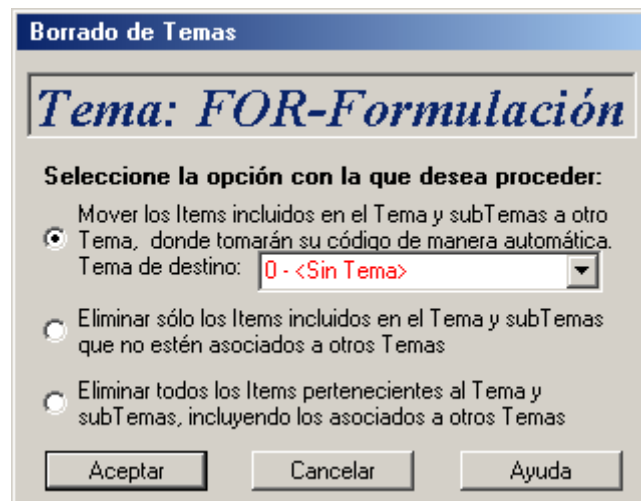 Borrado de Temas
Tema: FOR-Formulación
Seleccione la opción con la que desea proceder:
Mover los Items incluidos en el Tema y subTemas a otro
Tema, donde tomarán su código de manera automática.
Tema de destino: 0 - <Sin Tema>
Eliminar sólo los Items incluidos en el Tema y subTemas
que no estén asociados a otros Temas
Eliminar todos los Items pertenecientes al Tema y
subTemas, incluyendo los asociados a otros Temas
Aceptar Cancelar Ayuda